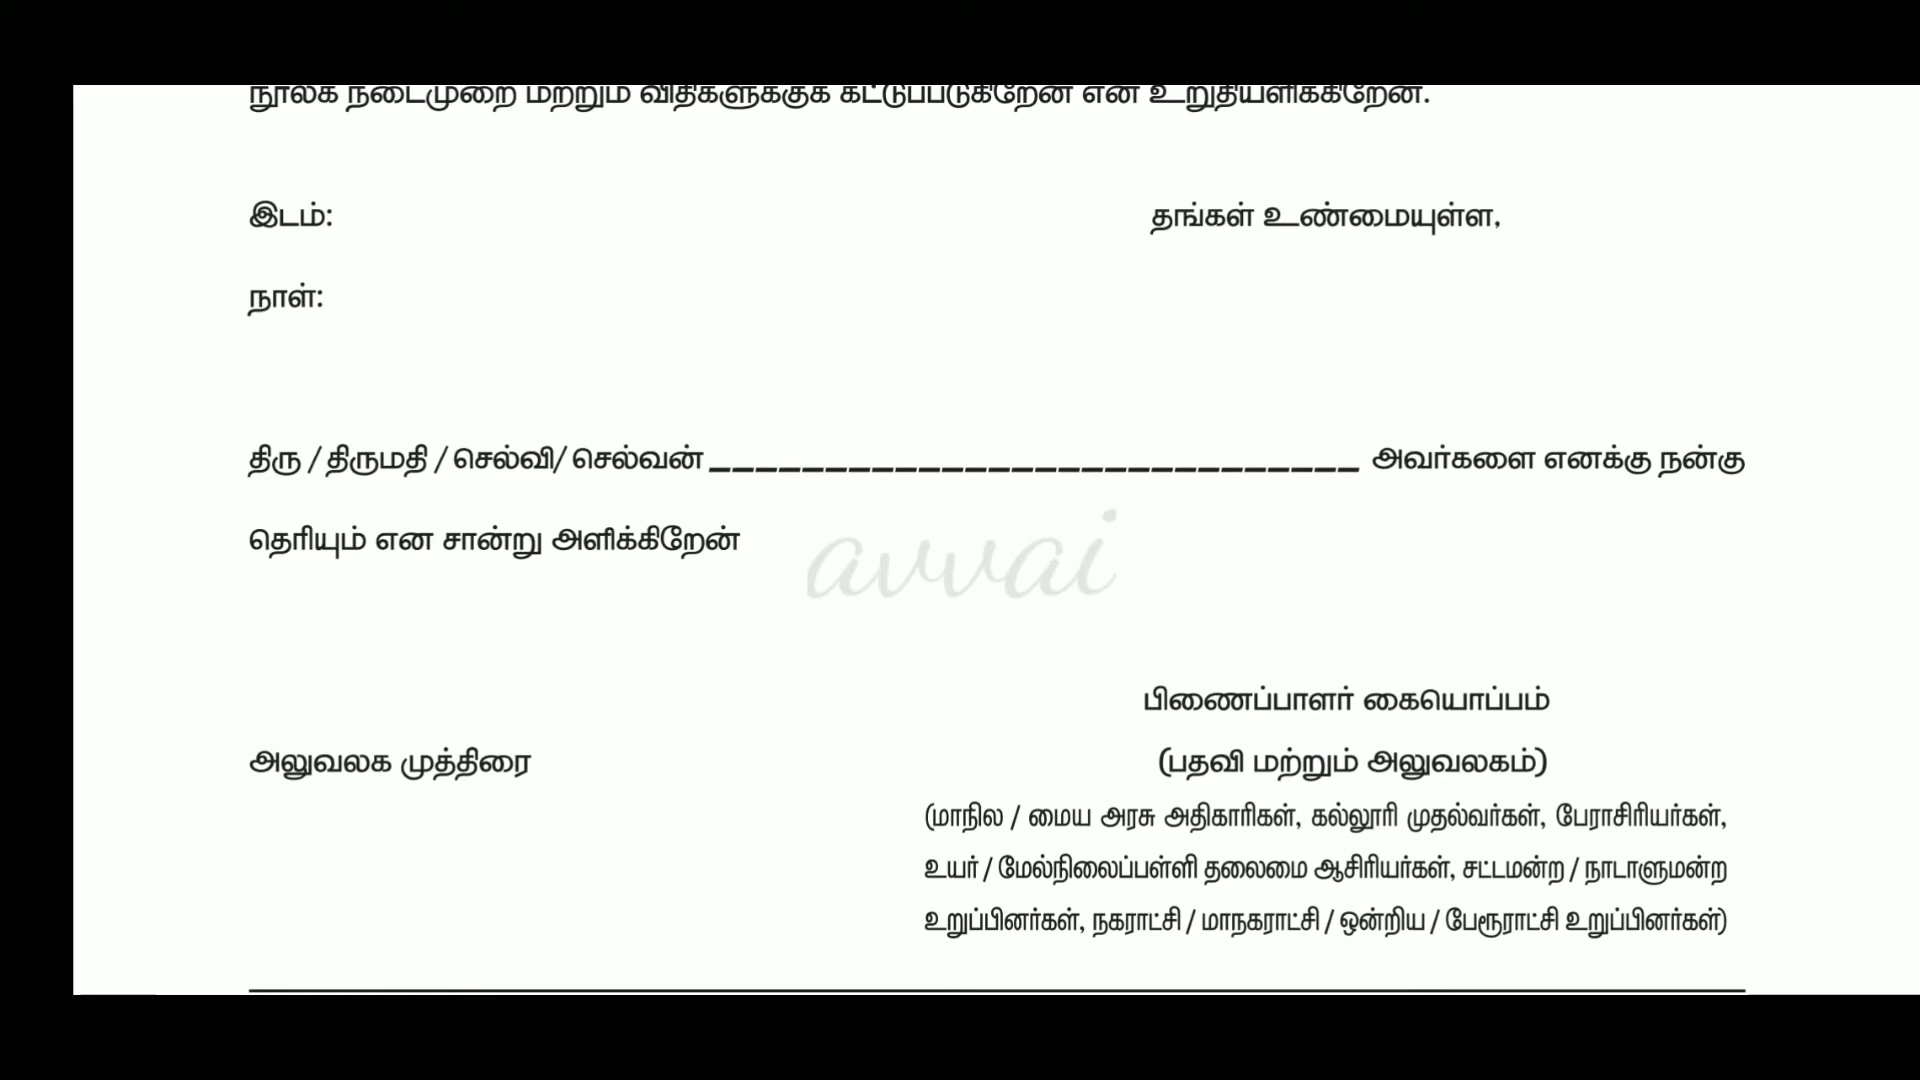 நூலக நடைமுறை மற்றும் விதிகளுக்குக் கட்டுப்படுகிறேன் என உறுதியளிக்கிறேன்.
இடம்: தங்கள் உண்மையுள்ள,
நாள்:
திரு / திருமதி / செல்வி/ செல்வன் ____________________________ அவர்களை எனக்கு நன்கு
தெரியும் என சான்று அளிக்கிறேன்
avvai
பிணைப்பாளர் கையொப்பம்
அலுவலக முத்திரை (பதவி மற்றும் அலுவலகம்)
(மாநில / மைய அரசு அதிகாரிகள், கல்லூரி முதல்வர்கள், பேராசிரியர்கள்,
உயர் / மேல்நிலைப்பள்ளி தலைமை ஆசிரியர்கள், சட்டமன்ற / நாடாளுமன்ற
உறுப்பினர்கள், நகராட்சி / மாநகராட்சி / ஒன்றிய / பேரூராட்சி உறுப்பினர்கள்)